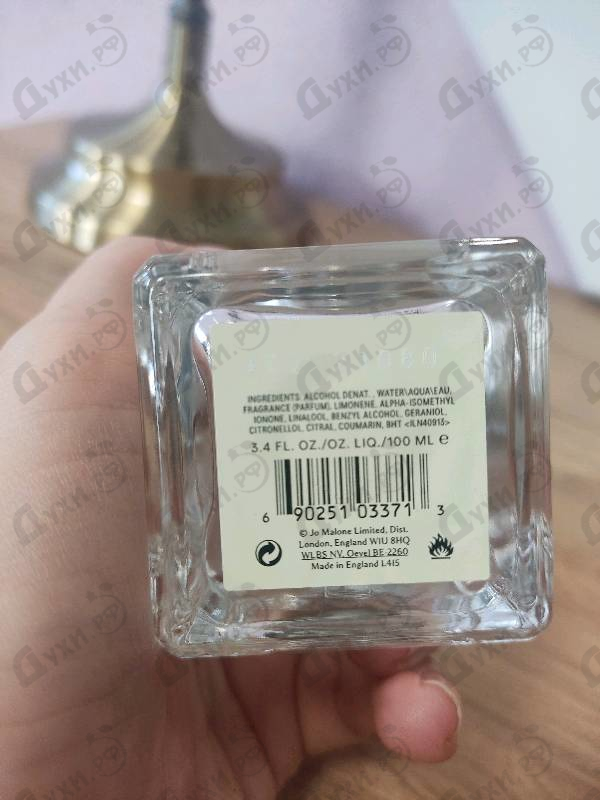 INGREDIENTS: ALCOHOL DENAT. , WATER\AQUA\EAU,
FRAGRANCE (PARFUM), LIMONENE, ALPHA-ISOMETHYL
IONONE, LINALOOL, BENZYL ALCOHOL, GERANIOL,
CITRONELLOL, CITRAL, COUMARIN, BHT <ILN40913>
3.4 FL. OZ./OZ. LIQ./100 ML e
6 90251 03371 3
© Jo Malone Limited, Dist.
London, England W1U 8HQ
WLBS NV, Oevel BE-2260
Made in England L415
Духи.рф